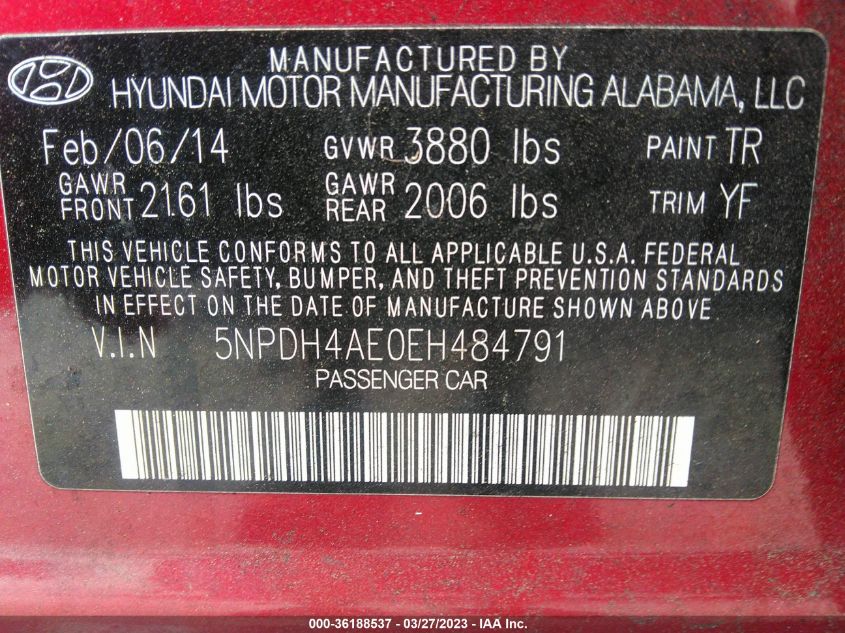 MANUFACTURED BY
HYUNDAI MOTOR MANUFACTURING ALABAMA, LLC
Feb/06/14 GVWR 3880 lbs PAINT TR
GAWR FRONT 2161 lbs GAWR REAR 2006 lbs TRIM YF
THIS VEHICLE CONFORMS TO ALL APPLICABLE U.S.A. FEDERAL
MOTOR VEHICLE SAFETY, BUMPER, AND THEFT PREVENTION STANDARDS
IN EFFECT ON THE DATE OF MANUFACTURE SHOWN ABOVE.
V.I.N 5NPDH4AE0EH484791
PASSENGER CAR
000-36188537 - 03/27/2023 - IAA Inc.